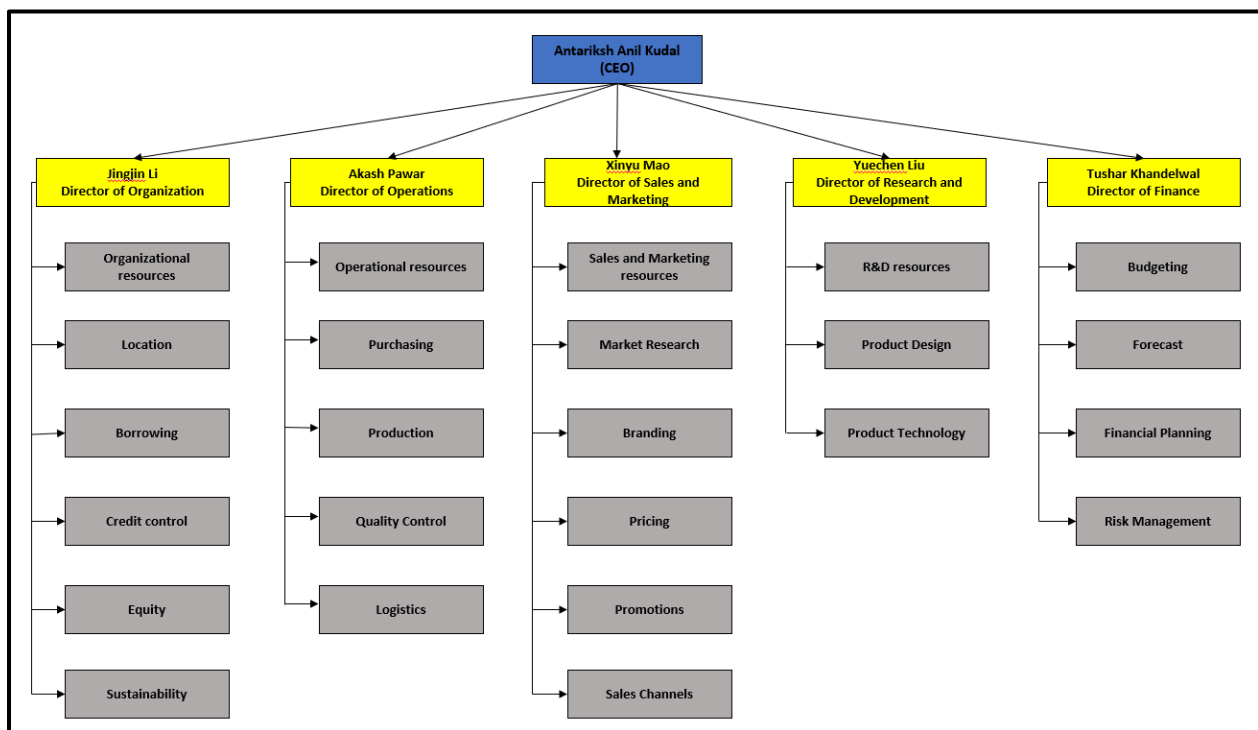 Antariksh Anil Kudal
(CEO)
Jingjin Li
Director of Organization
Organizational
resources
Location
Borrowing
Credit control
Equity
Sustainability
Akash Pawar
Director of Operations
Operational resources
Purchasing
Production
Quality Control
Logistics
Xinyu Mao
Director of Sales and
Marketing
Sales and Marketing
resources
Market Research
Branding
Pricing
Promotions
Sales Channels
Yuechen Liu
Director of Research and
Development
R&D resources
Product Design
Product Technology
Tushar Khandelwal
Director of Finance
Budgeting
Forecast
Financial Planning
Risk Management